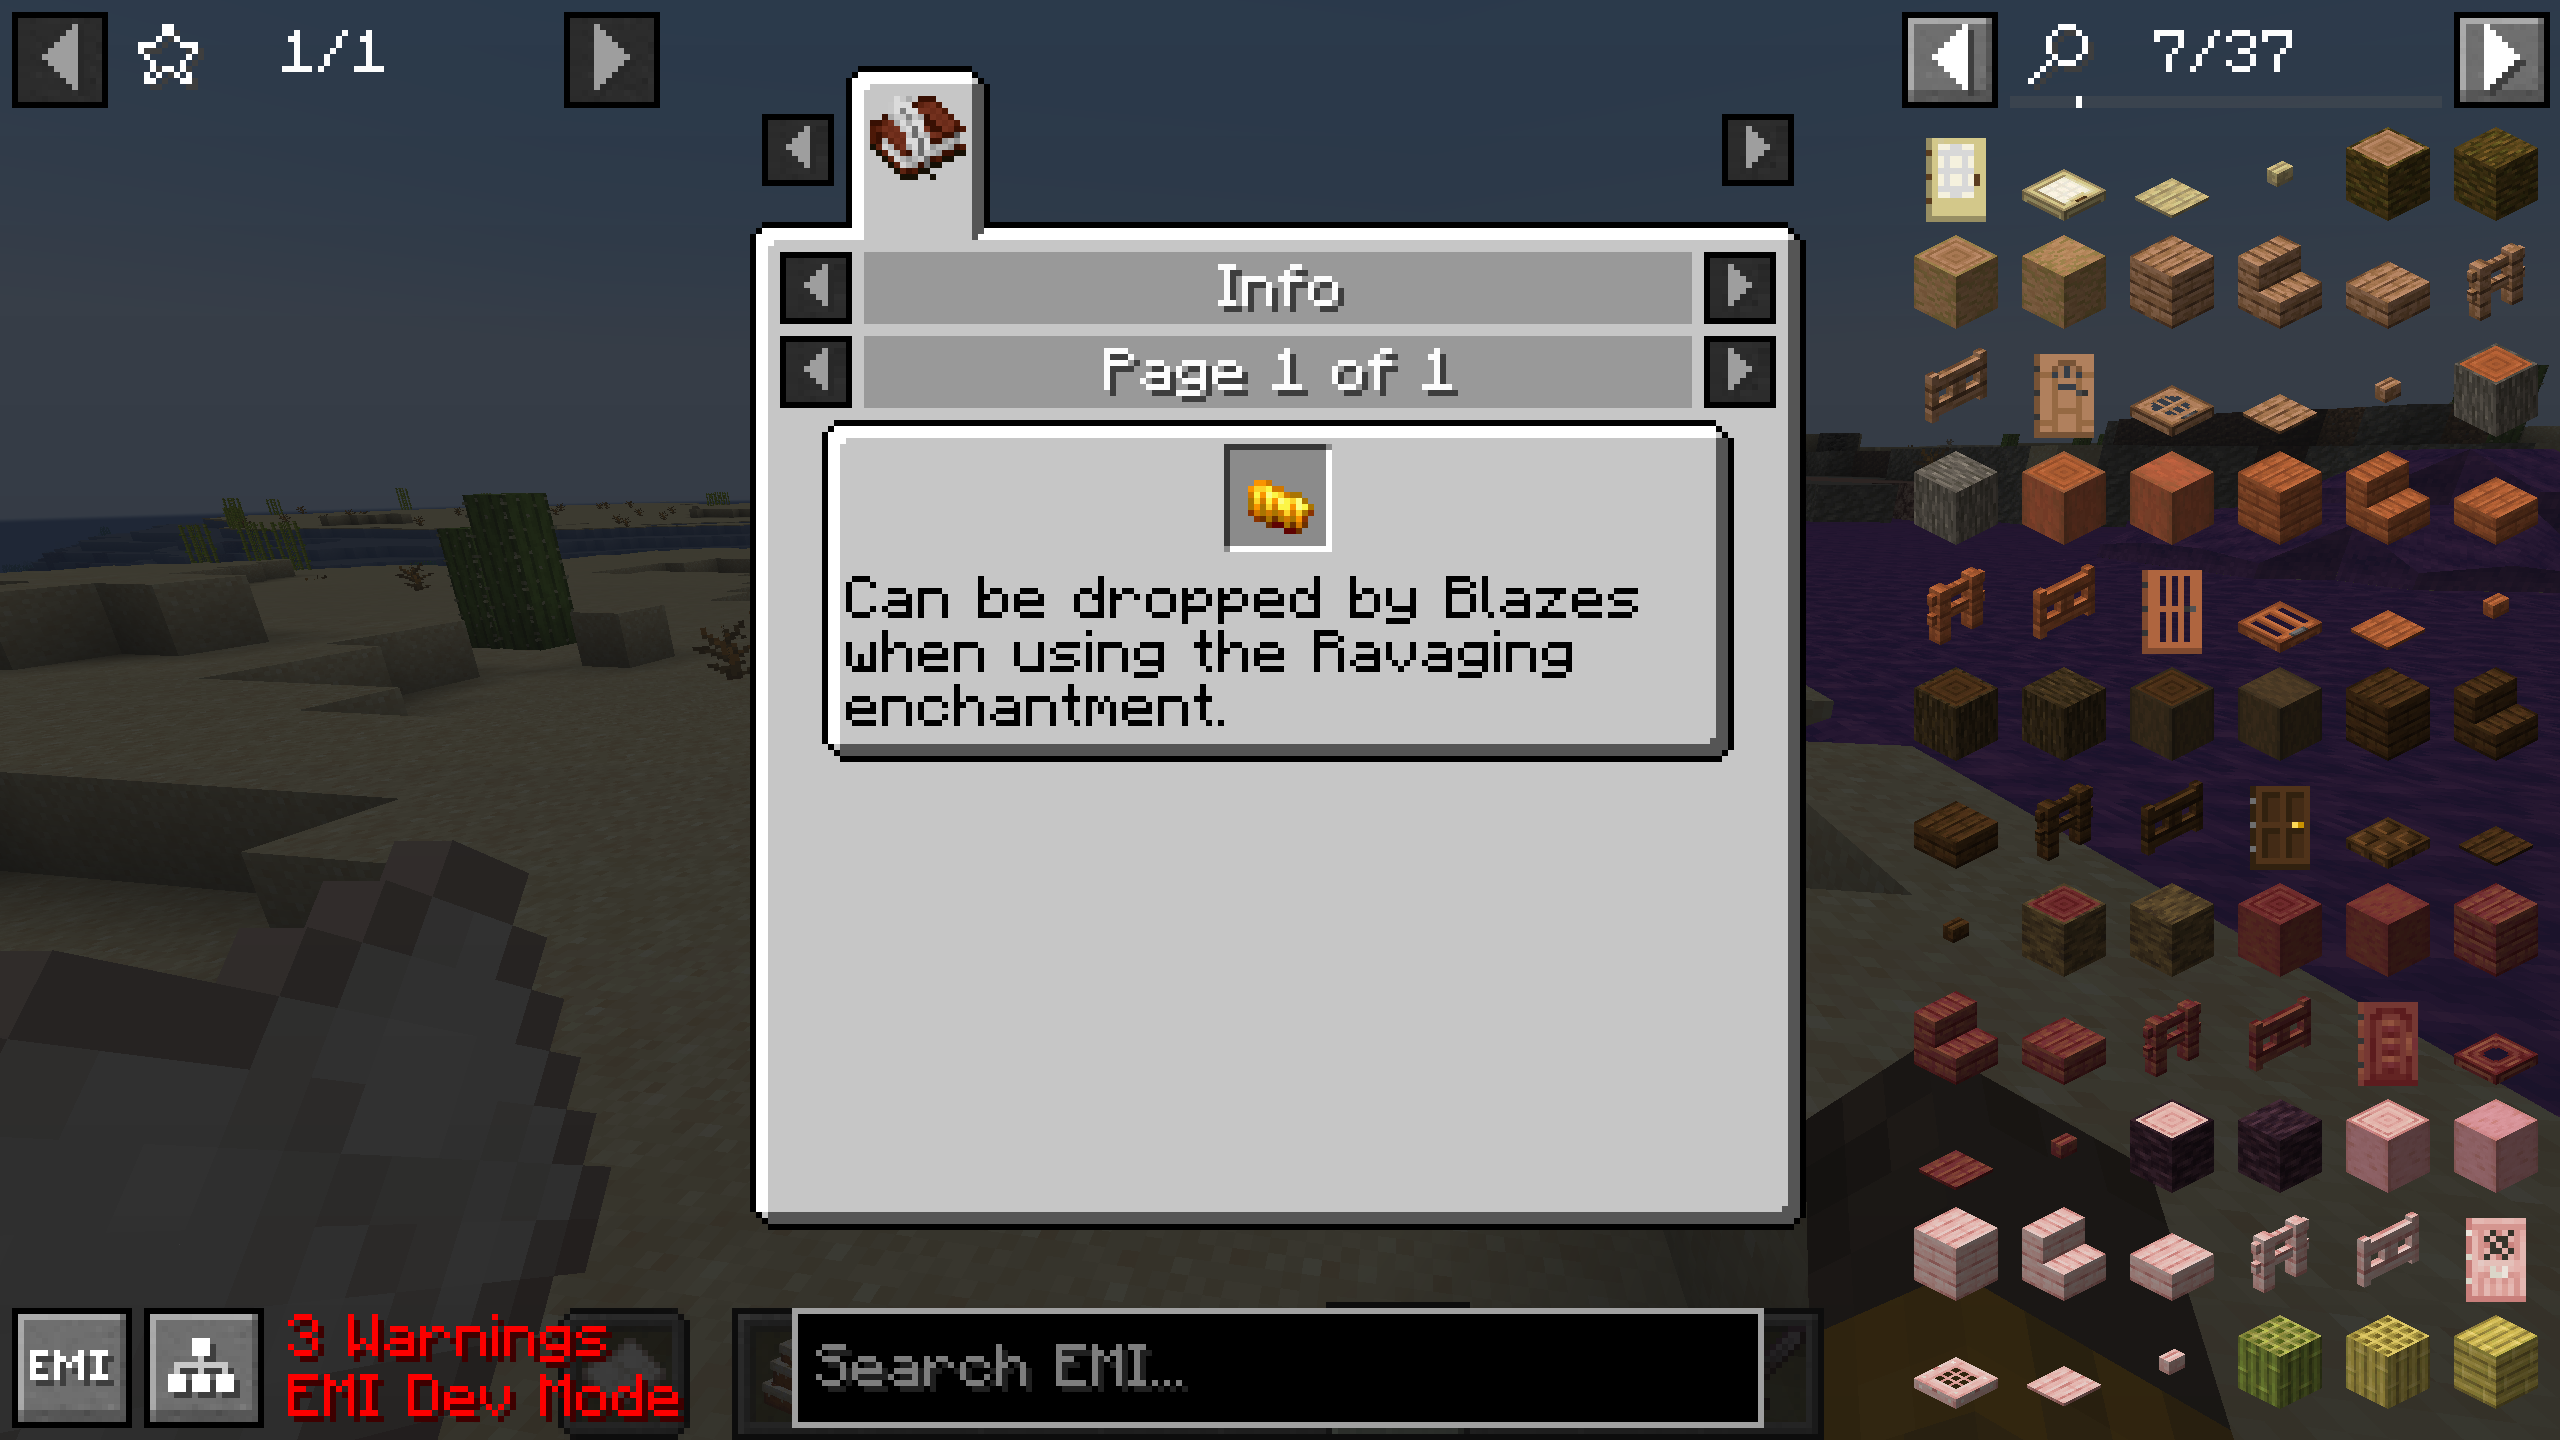 1/1
7/37
Info
Page 1 of 1
Can be dropped by Blazes
when using the Ravaging
enchantment.
EMI
3 Warnings
EMI Dev Mode
Search EMI...